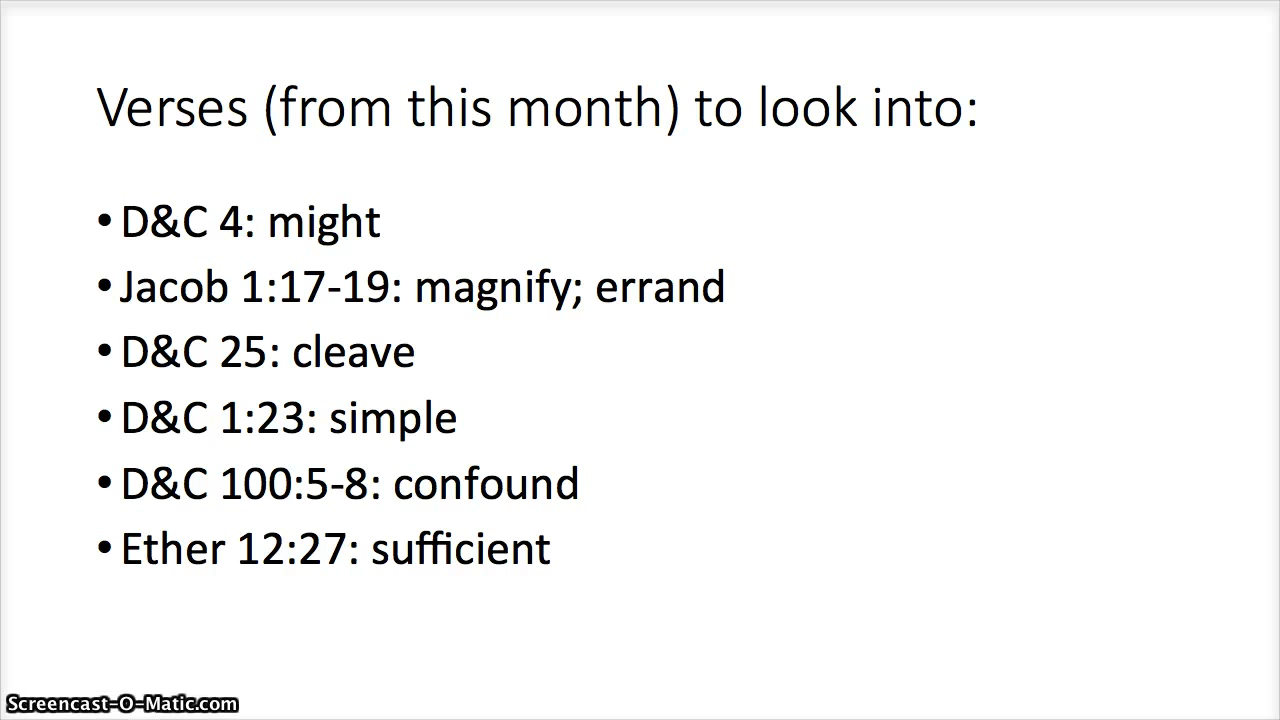 Verses (from this month) to look into:
• D&C 4: might
• Jacob 1:17-19: magnify; errand
• D&C 25: cleave
• D&C 1:23: simple
• D&C 100:5-8: confound
• Ether 12:27: sufficient
Screencast-O-Matic.com